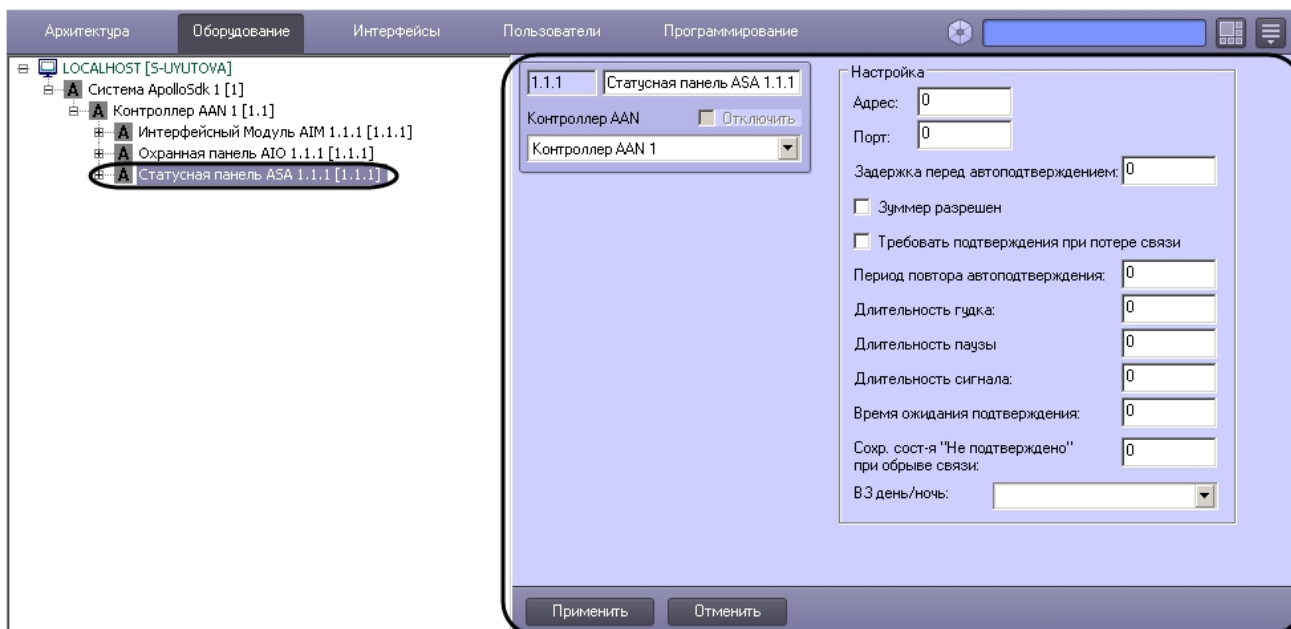 Архитектура Оборудование Интерфейсы Пользователи Программирование
LOCALHOST [S-UYUTOVA]
A Система ApolloSdk 1 [1]
A Контроллер AAN 1 [1.1]
A Интерфейсный Модуль AIM 1.1.1 [1.1.1]
A Охранная панель AIO 1.1.1 [1.1.1]
A Статусная панель ASA 1.1.1 [1.1.1]
1.1.1 Статусная панель ASA 1.1.1
Контроллер AAN Отключить
Контроллер AAN 1
Настройка
Адрес: 0
Порт: 0
Задержка перед автоподтверждением: 0
Зуммер разрешен
Требовать подтверждения при потере связи
Период повтора автоподтверждения: 0
Длительность гудка: 0
Длительность паузы 0
Длительность сигнала: 0
Время ожидания подтверждения: 0
Сохр. сост-я "Не подтверждено"
при обрыве связи: 0
ВЗ день/ночь:
Применить Отменить